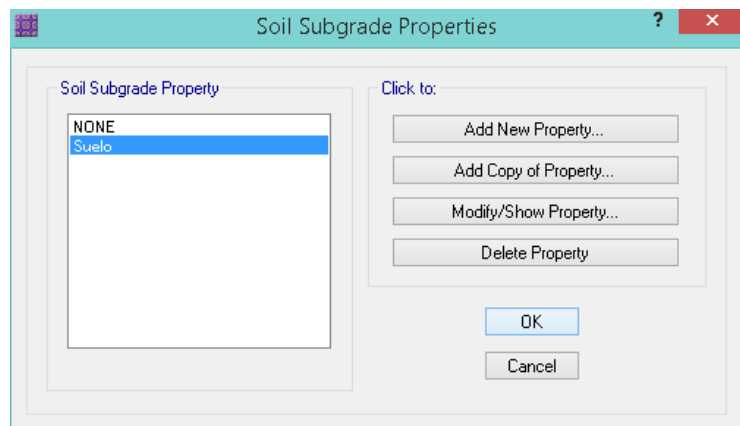 Soil Subgrade Properties
?
×
Soil Subgrade Property
NONE
Suelo
Click to:
Add New Property...
Add Copy of Property...
Modify/Show Property...
Delete Property
OK
Cancel